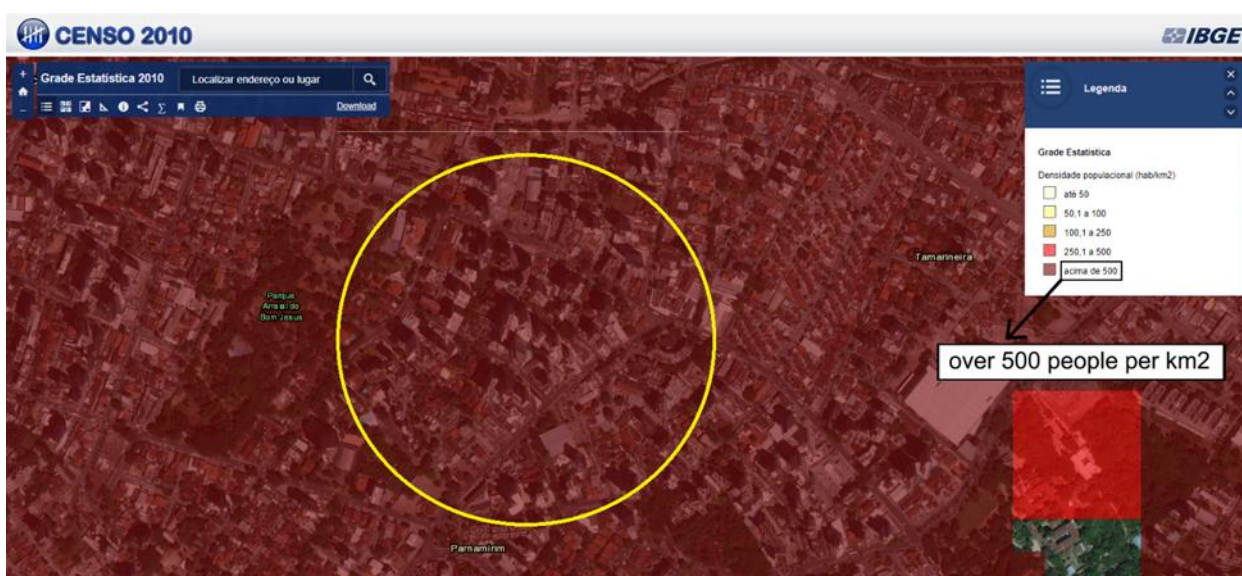 CENSO 2010
IBGE
Grade Estatística 2010
Localizar endereço ou lugar
Download
Legenda
Grade Estatística
Densidade populacional (hab/km2)
até 50
50,1 a 100
100,1 a 250
250,1 a 500
acima de 500
over 500 people per km2
Tamarineira
Parque
Arraial do
Bom Jesus
Parnamirim